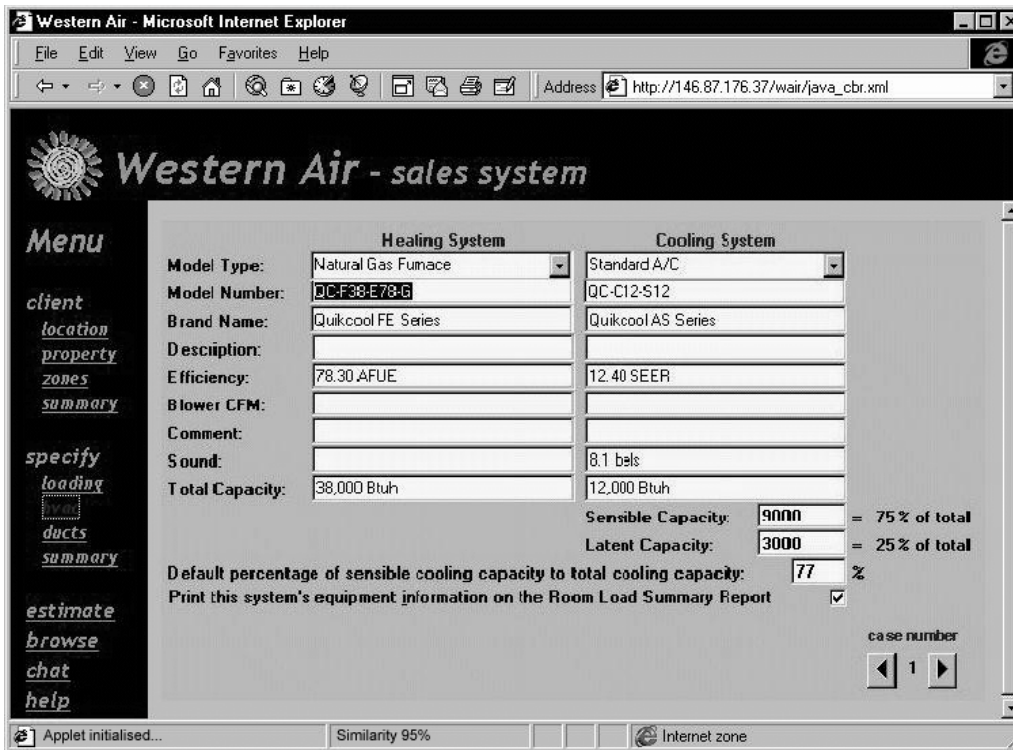 Western Air - Microsoft Internet Explorer
File Edit View Go Favorites Help
Address http://146.87.176.37/wair/java_cbr.xml
Western Air - sales system
Menu
client
location
property
zones
summary
specify
loading
hvac
ducts
summary
estimate
browse
chat
help
Healing System Cooling System
Model Type: Natural Gas Furnace Standard A/C
Model Number: QC-F38-E78-G QC-C12-S12
Brand Name: Quikcool FE Series Quikcool AS Series
Description:
Efficiency: 78.30 AFUE 12.40 SEER
Blower CFM:
Comment:
Sound: 8.1 bels
Total Capacity: 38,000 Btuh 12,000 Btuh
Sensible Capacity: 9000 = 75% of total
Latent Capacity: 3000 = 25% of total
Default percentage of sensible cooling capacity to total cooling capacity: 77 %
Print this system's equipment information on the Room Load Summary Report
case number
1
Applet initialised... Similarity 95% Internet zone